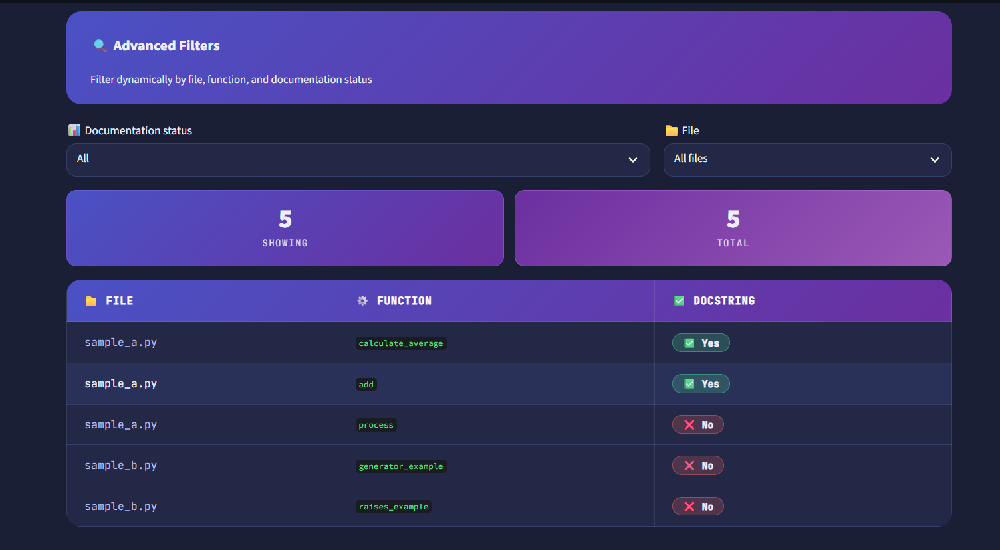 Advanced Filters
Filter dynamically by file, function, and documentation status
Documentation status
File
All
All files
5
SHOWING
5
TOTAL
FILE FUNCTION DOCSTRING
sample_a.py calculate_average Yes
sample_a.py add Yes
sample_a.py process No
sample_b.py generator_example No
sample_b.py raises_example No